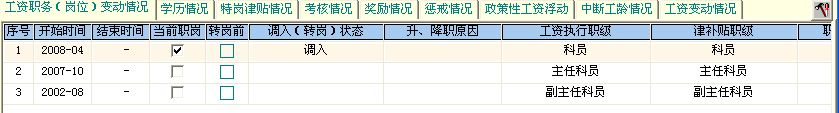 工资职务（岗位）变动情况 学历情况 特岗津贴情况 考核情况 奖励情况 惩戒情况 政策性工资浮动 中断工龄情况 工资变动情况
序号 开始时间 结束时间 当前职岗 转岗前 调入（转岗）状态 升、降职原因 工资执行职级 津补贴职级
1 2008-04 - 调入 科员 科员
2 2007-10 - 主任科员 主任科员
3 2002-08 - 副主任科员 副主任科员